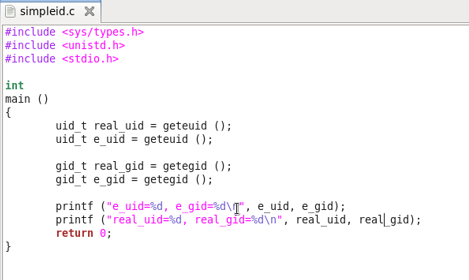 simpleid.c
#include <sys/types.h>
#include <unistd.h>
#include <stdio.h>
int
main ()
{
uid_t real_uid = geteuid ();
uid_t e_uid = geteuid ();
gid_t real_gid = getegid ();
gid_t e_gid = getegid ();
printf ("e_uid=%d, e_gid=%d\n", e_uid, e_gid);
printf ("real_uid=%d, real_gid=%d\n", real_uid, real_gid);
return 0;
}